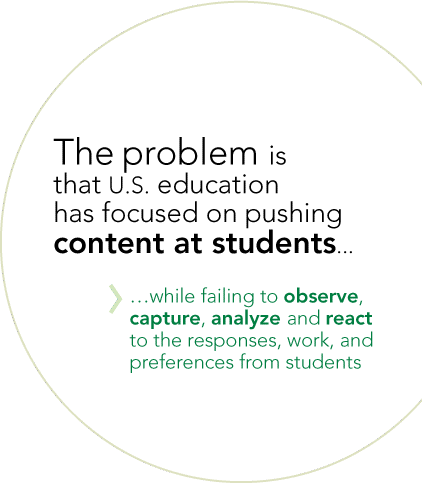 The problem is
that U.S. education
has focused on pushing
content at students...
…while failing to observe,
capture, analyze and react
to the responses, work, and
preferences from students